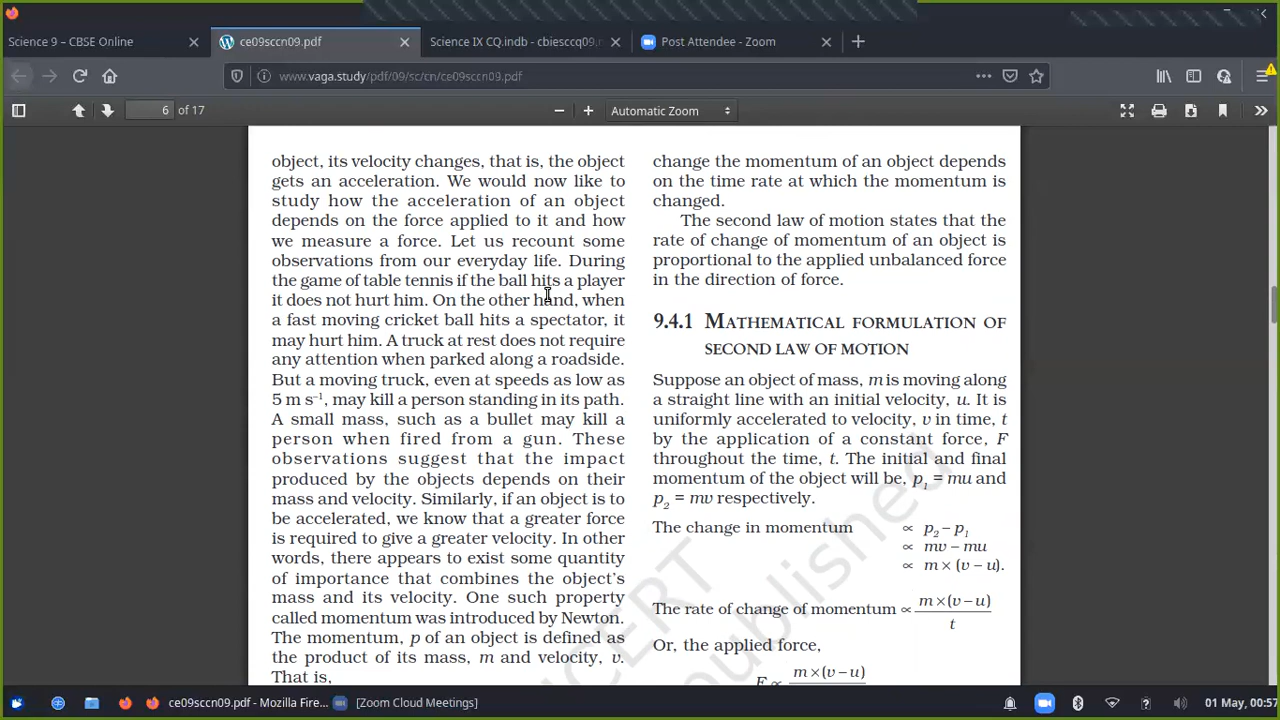 Science 9 – CBSE Online
ce09sccn09.pdf
Science IX CQ.indb - cbiesccq09.
Post Attendee - Zoom
www.vaga.study/pdf/09/sc/cn/ce09sccn09.pdf
6 of 17
Automatic Zoom
object, its velocity changes, that is, the object
gets an acceleration. We would now like to
study how the acceleration of an object
depends on the force applied to it and how
we measure a force. Let us recount some
observations from our everyday life. During
the game of table tennis if the ball hits a player
it does not hurt him. On the other hand, when
a fast moving cricket ball hits a spectator, it
may hurt him. A truck at rest does not require
any attention when parked along a roadside.
But a moving truck, even at speeds as low as
5 m s⁻¹, may kill a person standing in its path.
A small mass, such as a bullet may kill a
person when fired from a gun. These
observations suggest that the impact
produced by the objects depends on their
mass and velocity. Similarly, if an object is to
be accelerated, we know that a greater force
is required to give a greater velocity. In other
words, there appears to exist some quantity
of importance that combines the object's
mass and its velocity. One such property
called momentum was introduced by Newton.
The momentum, p of an object is defined as
the product of its mass, m and velocity, v.
That is,
change the momentum of an object depends
on the time rate at which the momentum is
changed.
The second law of motion states that the
rate of change of momentum of an object is
proportional to the applied unbalanced force
in the direction of force.
9.4.1 MATHEMATICAL FORMULATION OF
SECOND LAW OF MOTION
Suppose an object of mass, m is moving along
a straight line with an initial velocity, u. It is
uniformly accelerated to velocity, v in time, t
by the application of a constant force, F
throughout the time, t. The initial and final
momentum of the object will be, p₁ = mu and
p₂ = mv respectively.
The change in momentum ∝ p₂ – p₁
∝ mv – mu
∝ m × (v – u).
The rate of change of momentum ∝ m×(v–u)
t
Or, the applied force,
F ∝ m×(v–u)
published
ce09sccn09.pdf - Mozilla Fire...
[Zoom Cloud Meetings]
01 May, 00:57